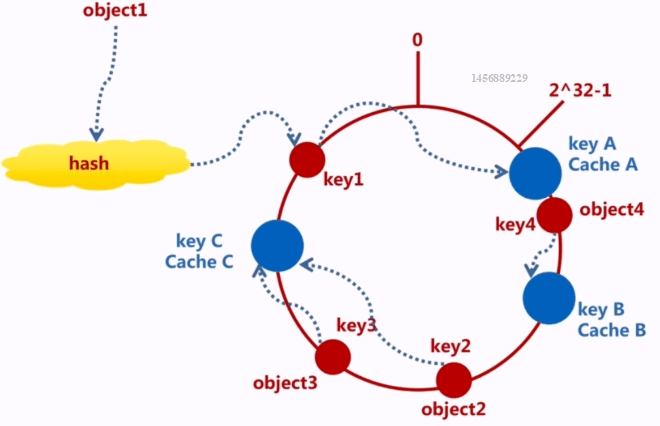 object1
0
1456889229
2^32-1
hash
key A
Cache A
key1
key4
object4
key C
Cache C
key B
Cache B
key3
key2
object3
object2